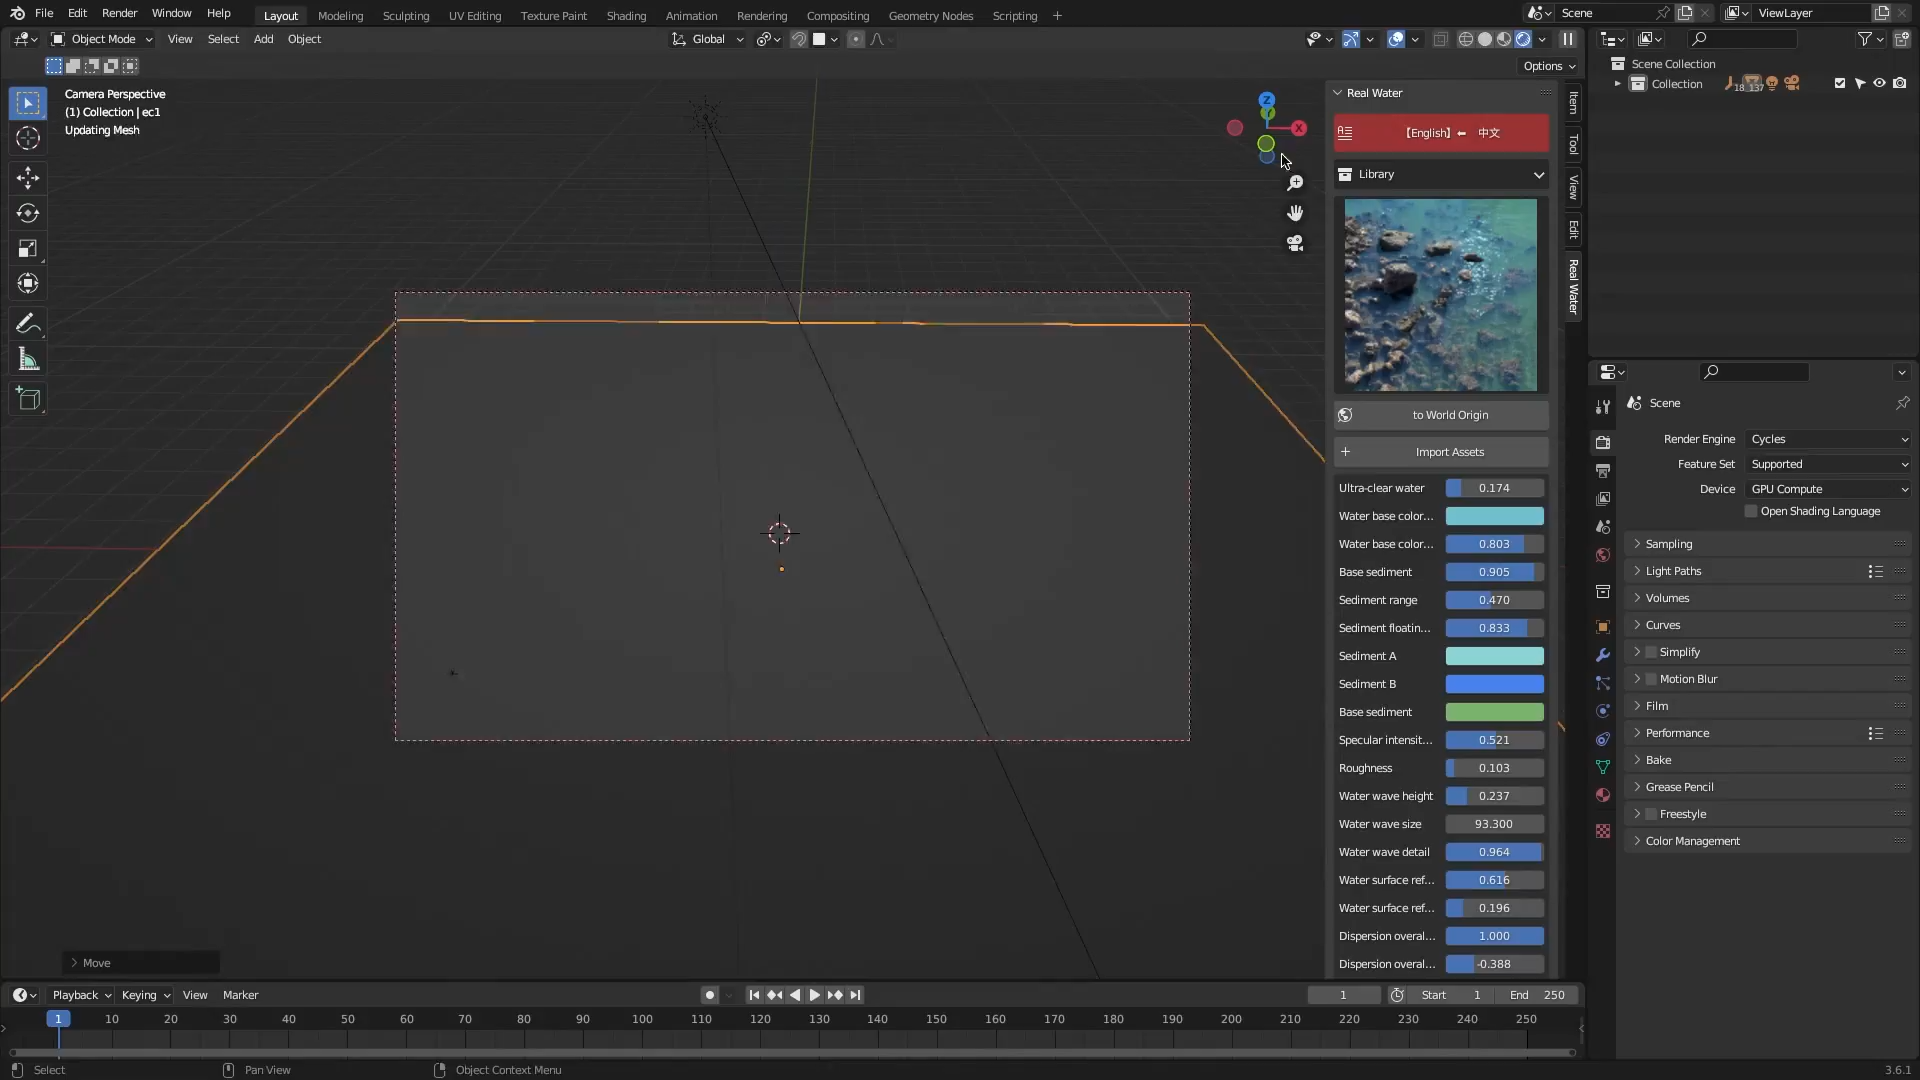 File Edit Render Window Help Layout Modeling Sculpting UV Editing Texture Paint Shading Animation Rendering Compositing Geometry Nodes Scripting + Scene ViewLayer
Object Mode View Select Add Object Global
Options
Camera Perspective
(1) Collection | ec1
Updating Mesh
Z
X
Move
Real Water
【English】⬅ 中文
Library
to World Origin
+ Import Assets
Ultra-clear water 0.174
Water base color...
Water base color... 0.803
Base sediment 0.905
Sediment range 0.470
Sediment floatin... 0.833
Sediment A
Sediment B
Base sediment
Specular intensit... 0.521
Roughness 0.103
Water wave height 0.237
Water wave size 93.300
Water wave detail 0.964
Water surface ref... 0.616
Water surface ref... 0.196
Dispersion overal... 1.000
Dispersion overal... -0.388
Item
Tool
View
Edit
Real Water
Scene Collection
Collection 18 137
Scene
Render Engine Cycles
Feature Set Supported
Device GPU Compute
Open Shading Language
Sampling
Light Paths
Volumes
Curves
Simplify
Motion Blur
Film
Performance
Bake
Grease Pencil
Freestyle
Color Management
Playback Keying View Marker 1 Start 1 End 250
1 10 20 30 40 50 60 70 80 90 100 110 120 130 140 150 160 170 180 190 200 210 220 230 240 250
Select Pan View Object Context Menu 3.6.1